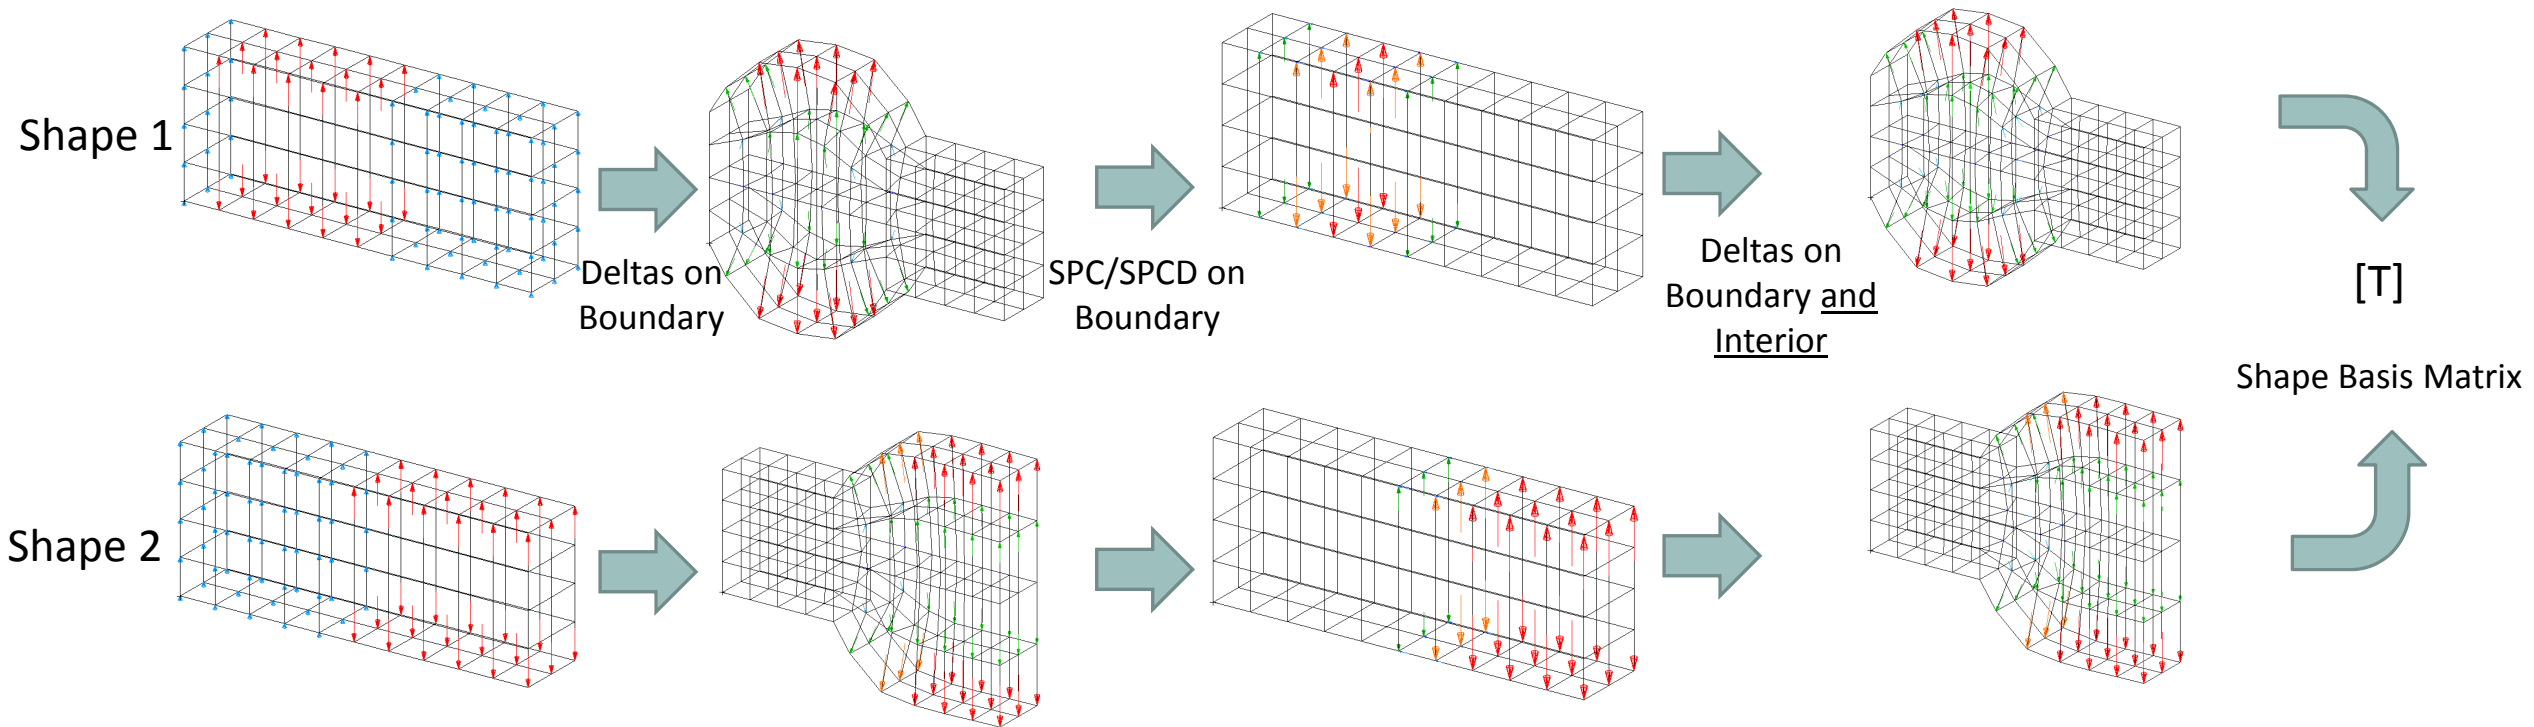 Shape 1
Deltas on
Boundary
SPC/SPCD on
Boundary
Deltas on
Boundary and
Interior
[T]
Shape Basis Matrix
Shape 2